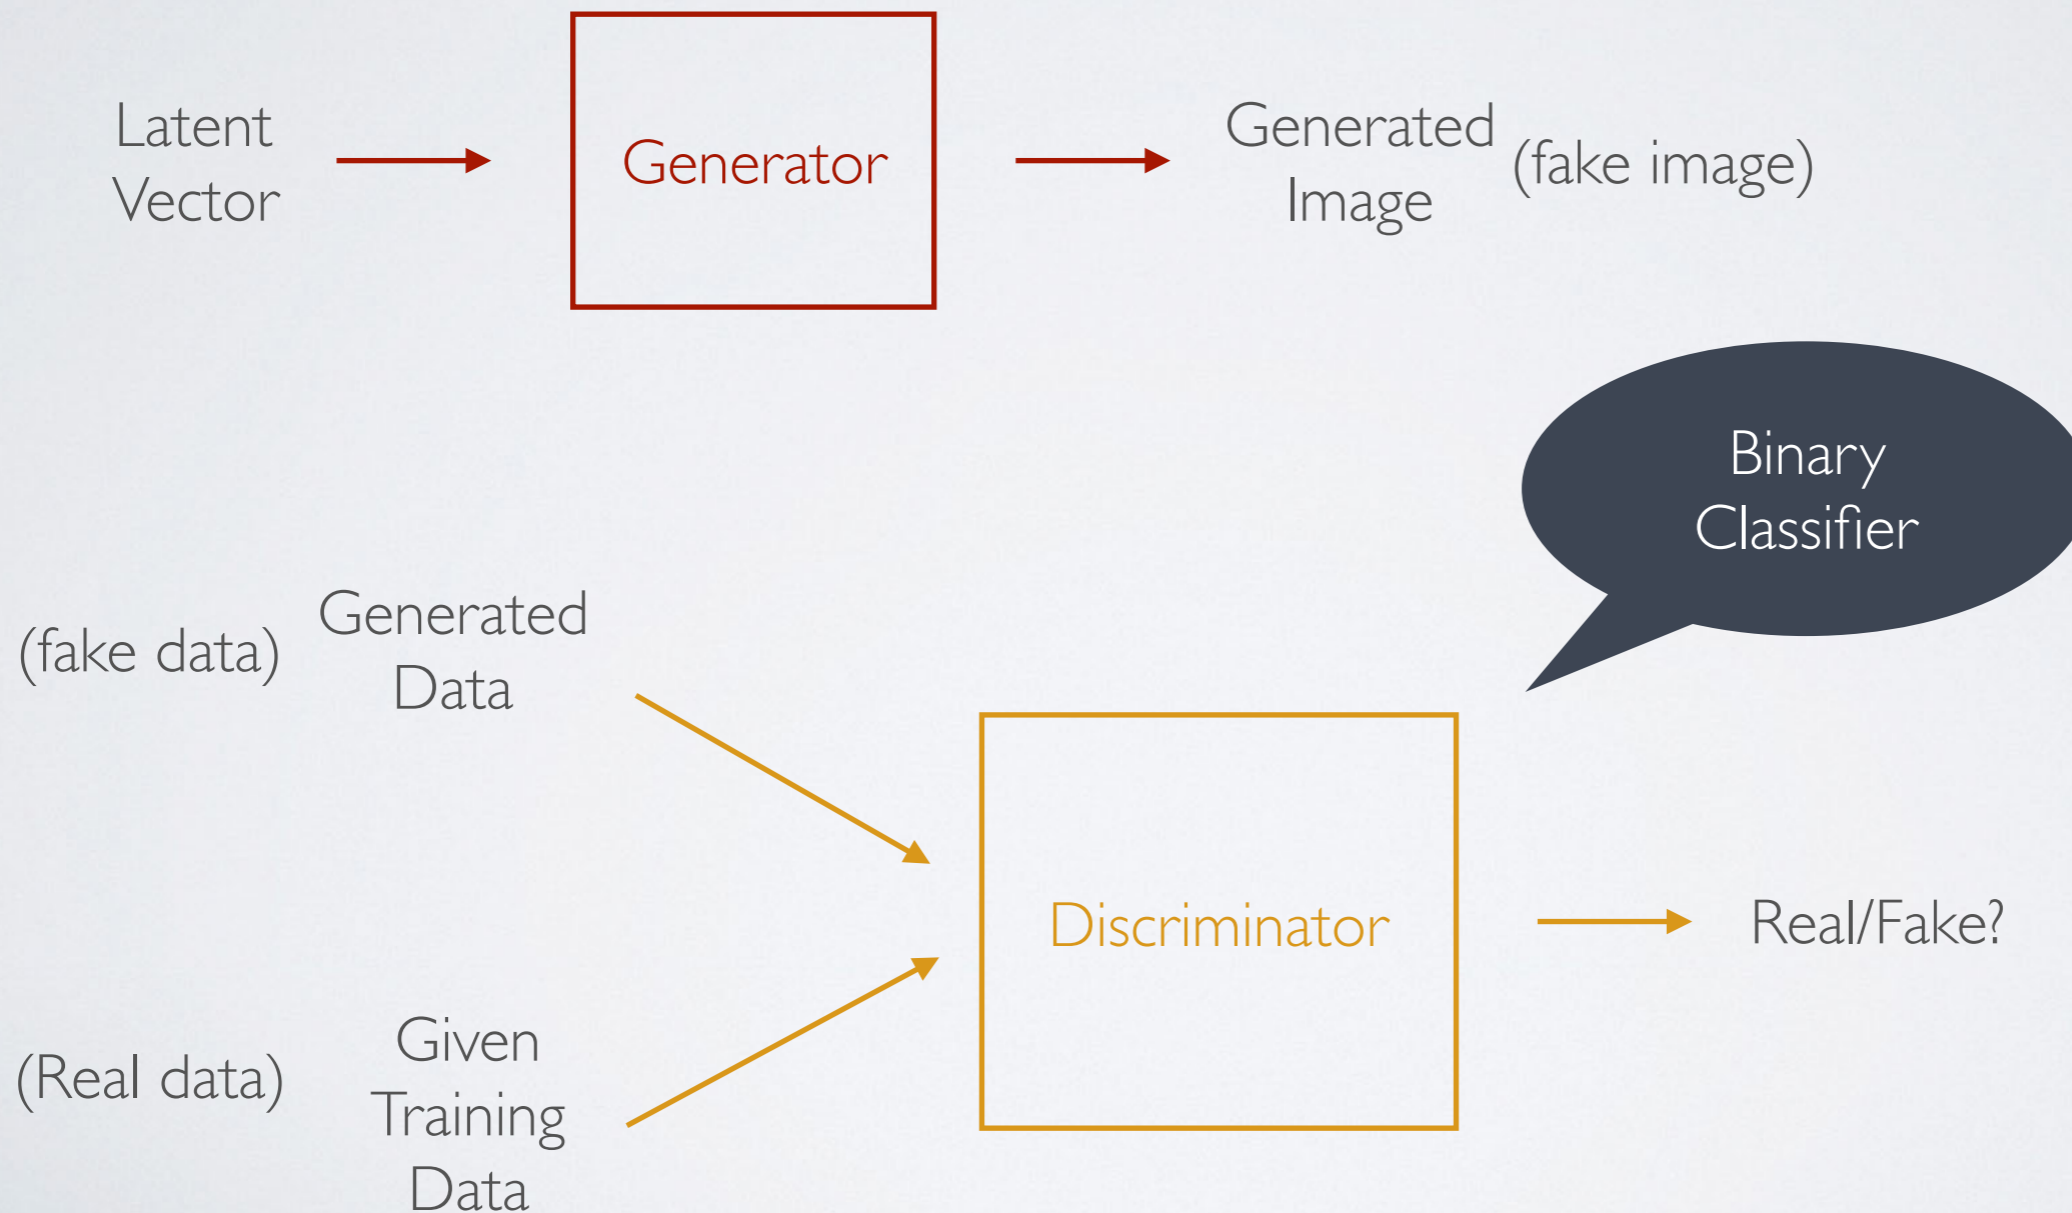 Latent
Vector
Generator
Generated
Image
(fake image)
Binary
Classifier
(fake data)
Generated
Data
Discriminator
Real/Fake?
(Real data)
Given
Training
Data